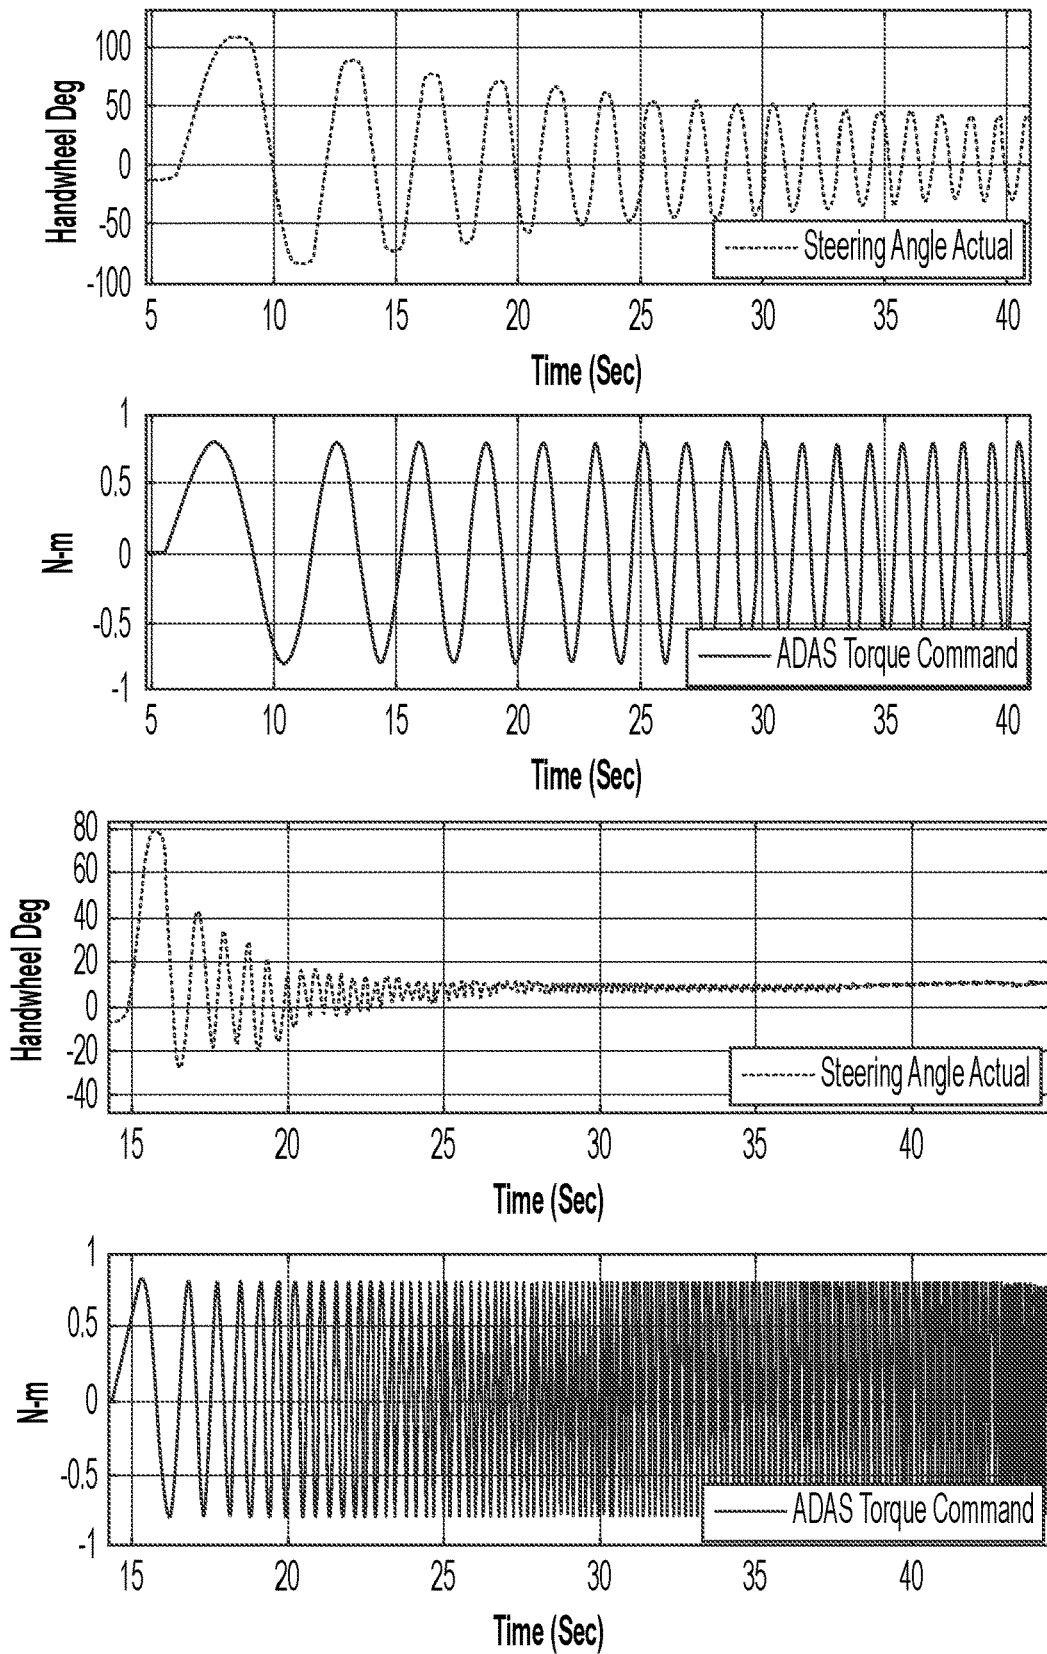 Handwheel Deg
100
50
0
-50
-100
Steering Angle Actual
5 10 15 20 25 30 35 40
Time (Sec)
N-m
1
0.5
0
-0.5
-1
ADAS Torque Command
5 10 15 20 25 30 35 40
Time (Sec)
Handwheel Deg
80
60
40
20
0
-20
-40
Steering Angle Actual
15 20 25 30 35 40
Time (Sec)
N-m
1
0.5
0
-0.5
-1
ADAS Torque Command
15 20 25 30 35 40
Time (Sec)